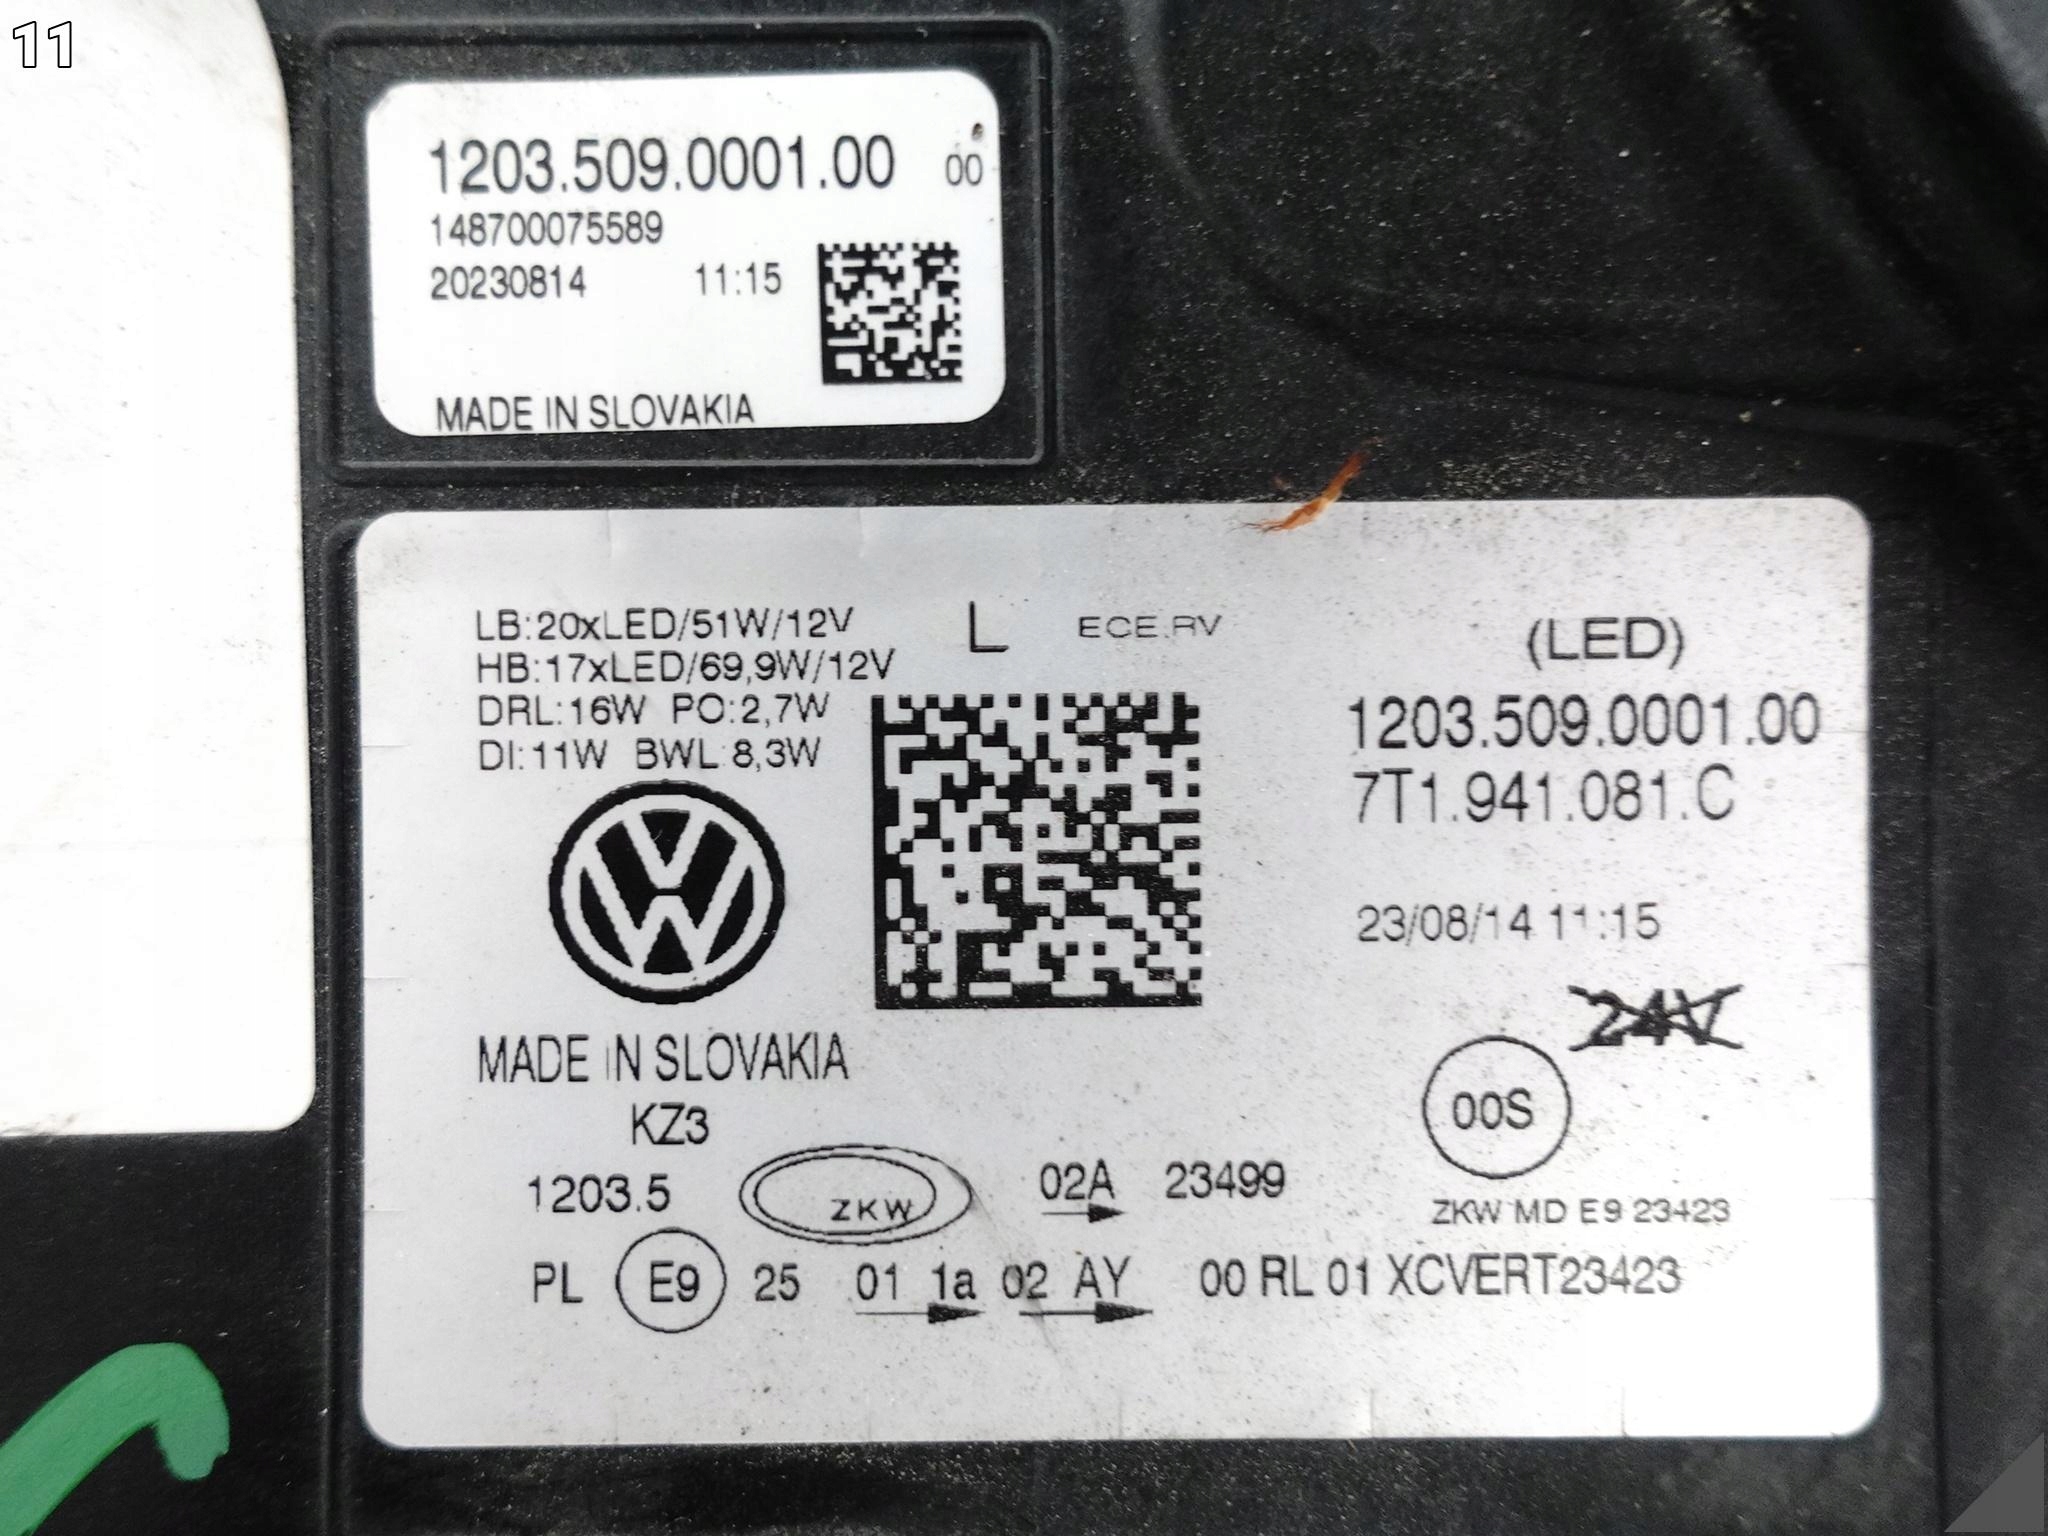 11
1203.509.0001.00 00
148700075589
20230814 11:15
MADE IN SLOVAKIA
LB:20xLED/51W/12V L ECE.RV (LED)
HB:17xLED/69,9W/12V
DRL:16W PO:2,7W
DI:11W BWL:8,3W
1203.509.0001.00
7T1.941.081.C
23/08/14 11:15
24V
MADE IN SLOVAKIA
KZ3
00S
1203.5 ZKW 02A 23499
ZKW MD E9 23423
PL E9 25 01 1a 02 AY 00 RL 01 XCVERT23423